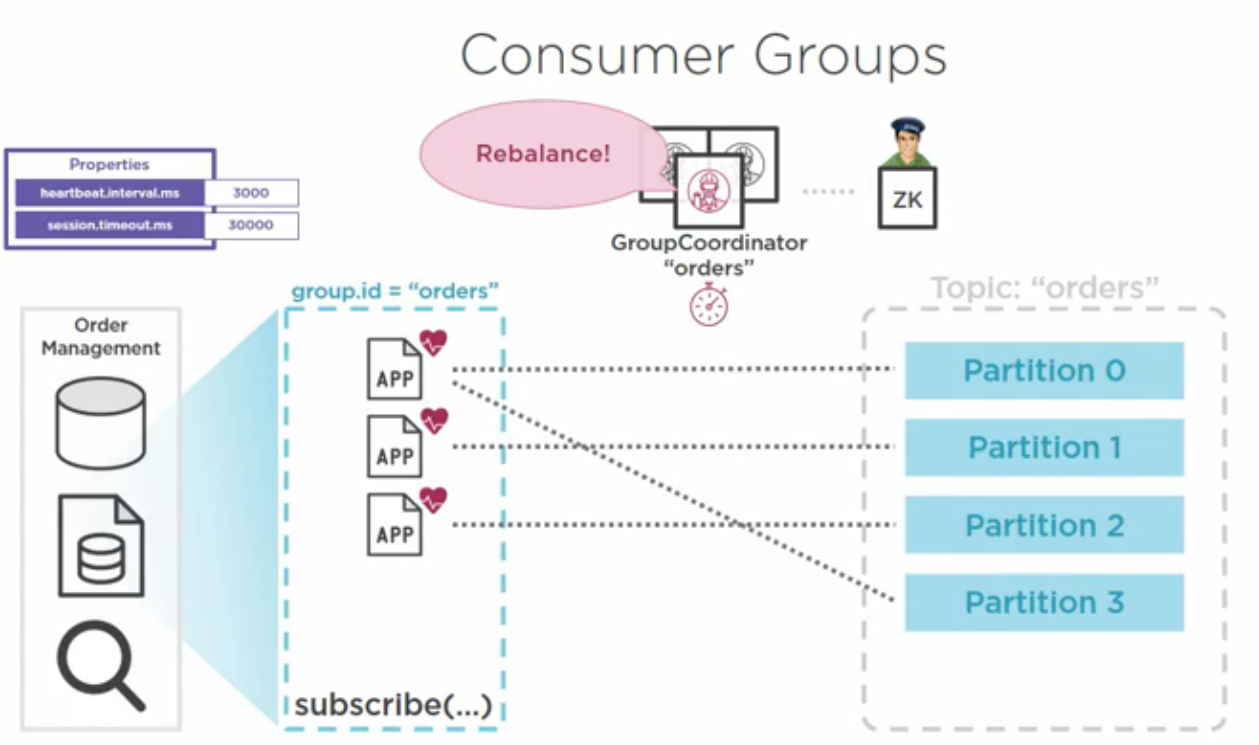 Consumer Groups
Rebalance!
Properties
heartbeat.interval.ms 3000
session.timeout.ms 30000
ZK
GroupCoordinator
“orders”
group.id = “orders”
Topic: “orders”
Order
Management
APP
APP
APP
Partition 0
Partition 1
Partition 2
Partition 3
subscribe(...)